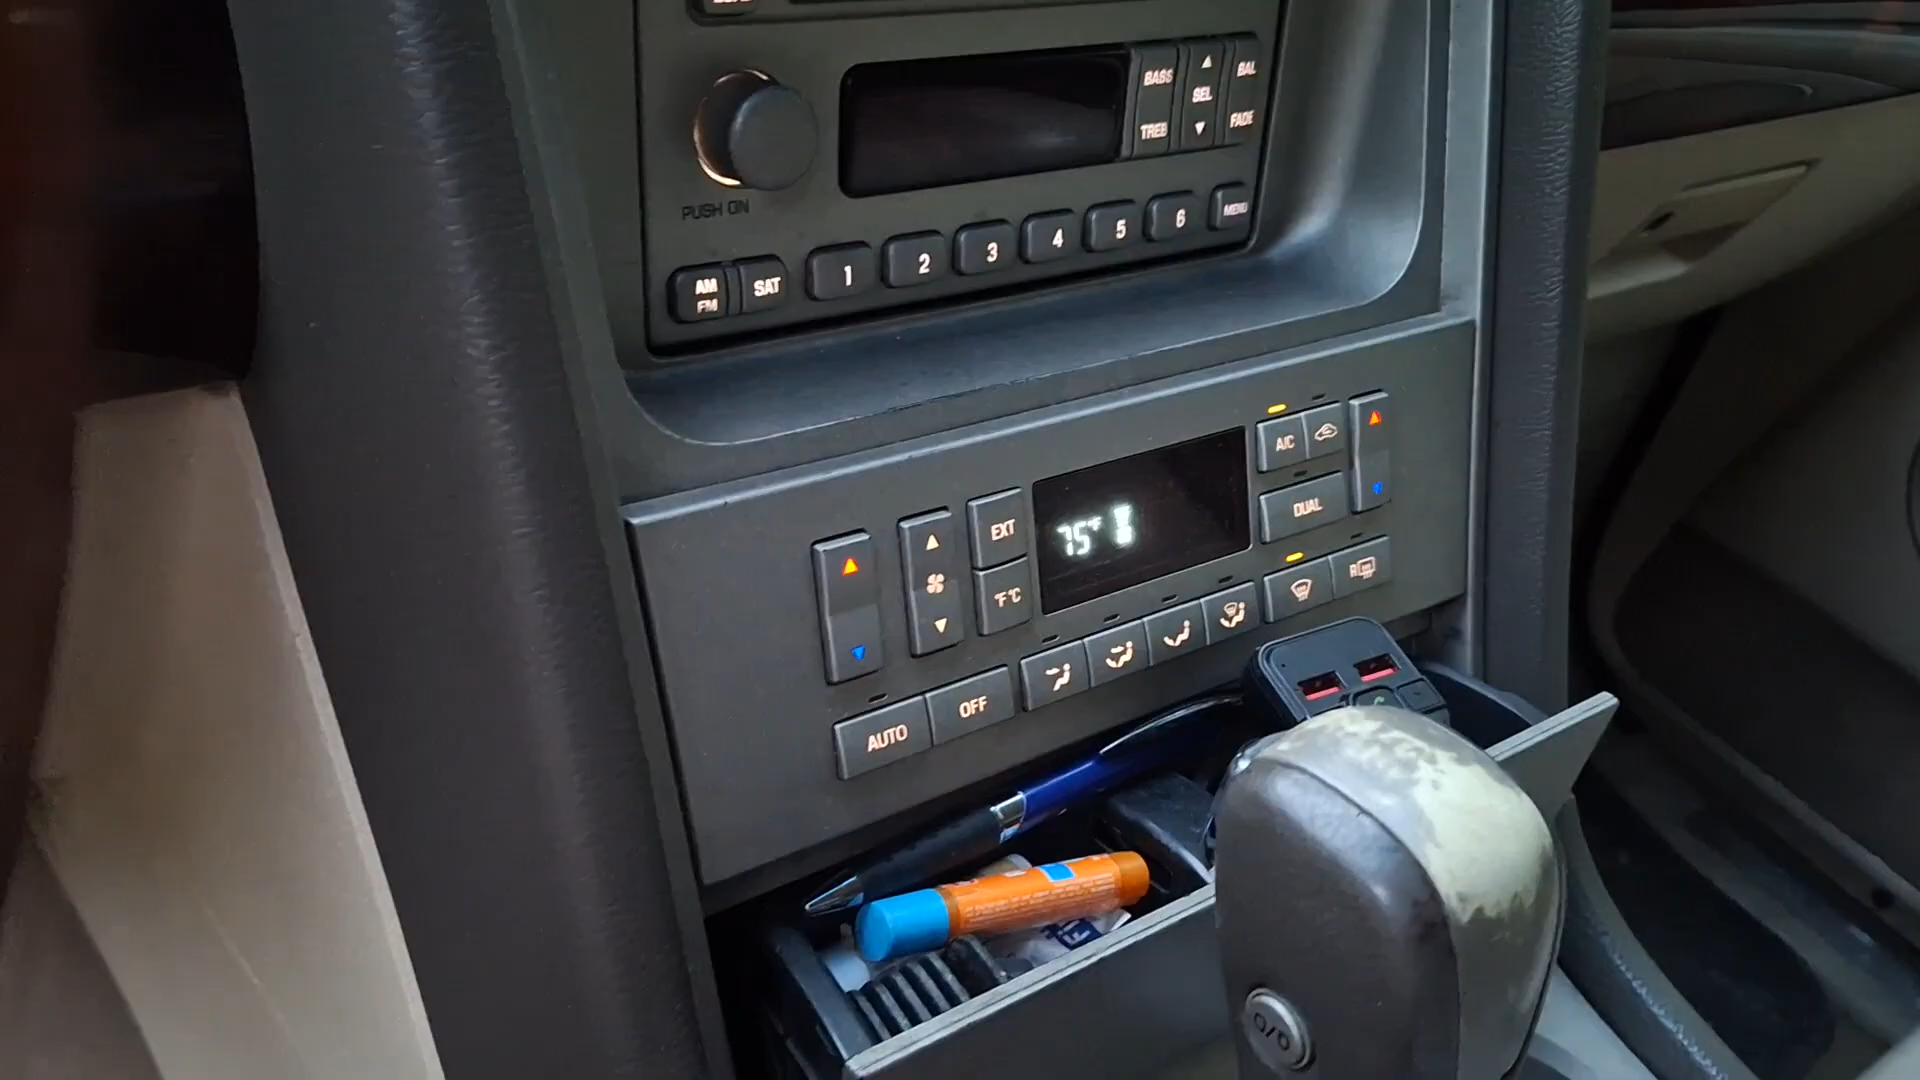 BASS
SEL
BAL
TREB
FADE
PUSH ON
AM
FM
SAT
1
2
3
4
5
6
MENU
A/C
EXT
75°F
DUAL
°F°C
R
AUTO
OFF
O/D